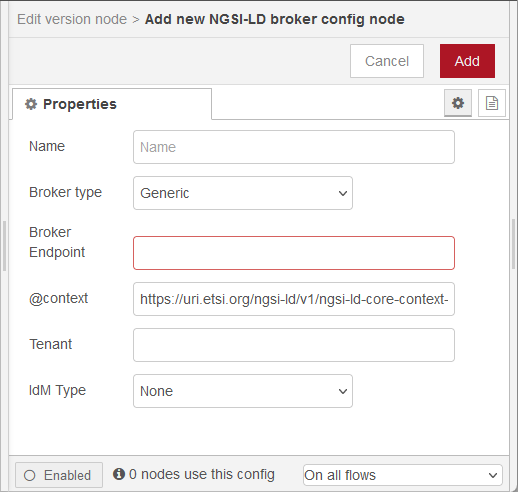 Edit version node > Add new NGSI-LD broker config node
Cancel Add
Properties
Name Name
Broker type Generic
Broker
Endpoint
@context https://uri.etsi.org/ngsi-ld/v1/ngsi-ld-core-context-
Tenant
IdM Type None
Enabled 0 nodes use this config On all flows